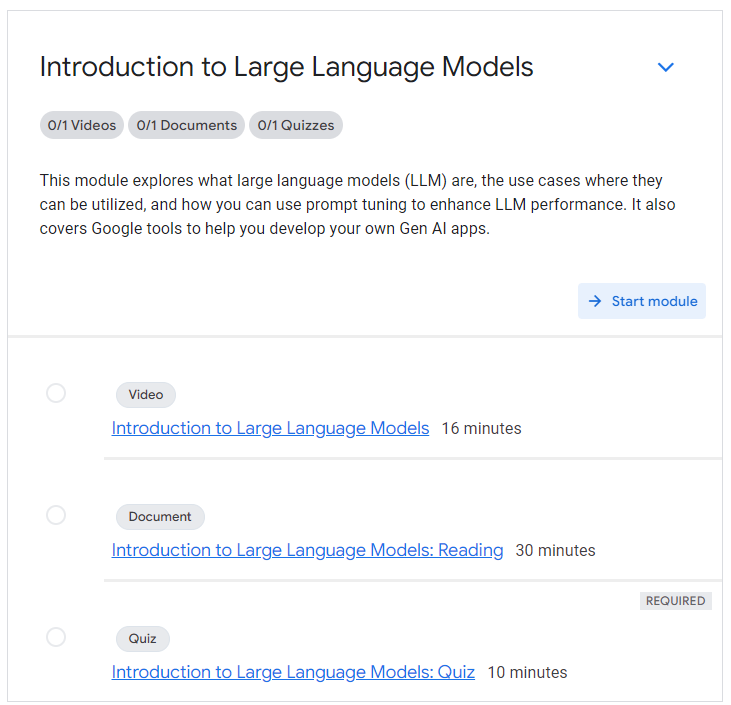 Introduction to Large Language Models
0/1 Videos 0/1 Documents 0/1 Quizzes
This module explores what large language models (LLM) are, the use cases where they
can be utilized, and how you can use prompt tuning to enhance LLM performance. It also
covers Google tools to help you develop your own Gen AI apps.
Start module
Video
Introduction to Large Language Models 16 minutes
Document
Introduction to Large Language Models: Reading 30 minutes
REQUIRED
Quiz
Introduction to Large Language Models: Quiz 10 minutes